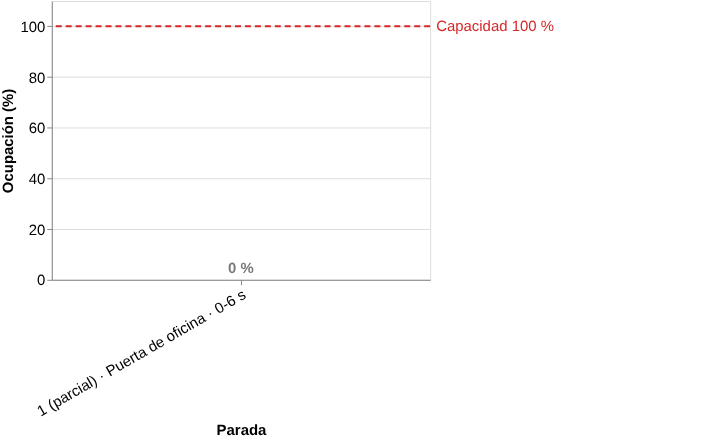 Ocupación (%)
100
80
60
40
20
0
Capacidad 100 %
0 %
1 (parcial) · Puerta de oficina · 0-6 s
Parada